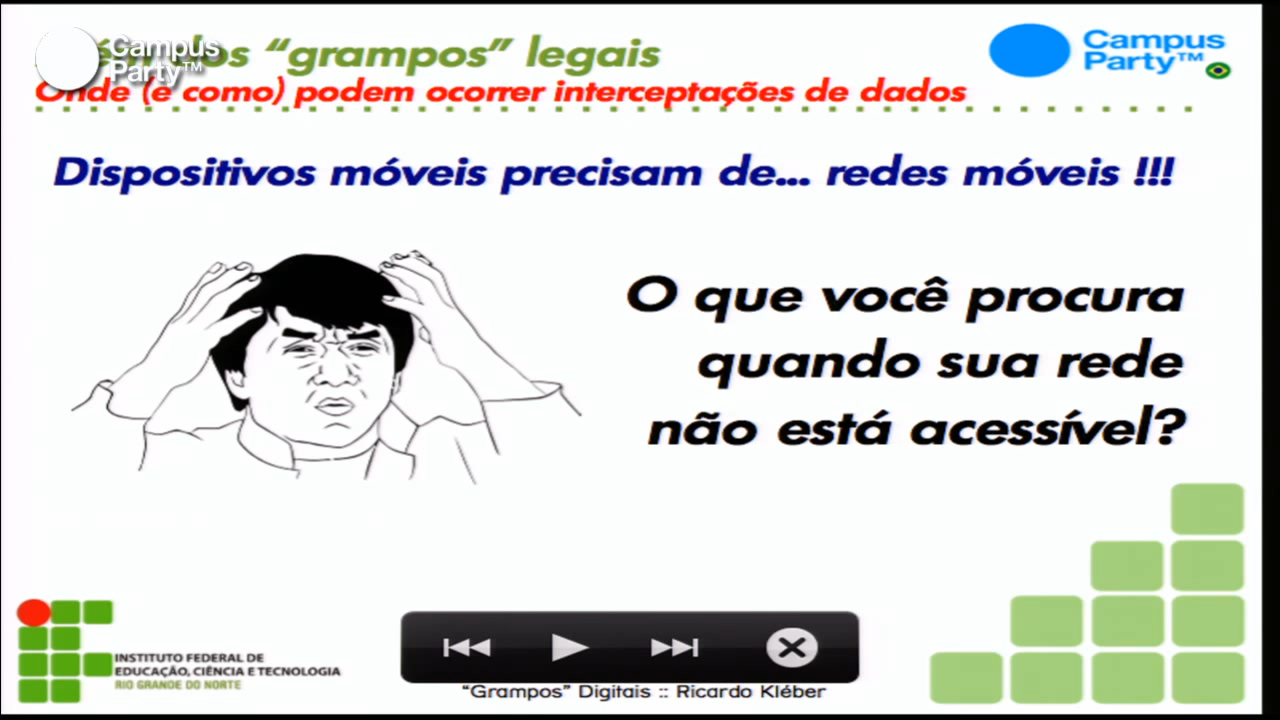 “grampos” legais
Campus
Party™
Onde (e como) podem ocorrer interceptações de dados
Campus
Party™
Dispositivos móveis precisam de... redes móveis !!!
O que você procura
quando sua rede
não está acessível?
INSTITUTO FEDERAL DE
EDUCAÇÃO, CIÊNCIA E TECNOLOGIA
RIO GRANDE DO NORTE
“Grampos” Digitais :: Ricardo Kléber